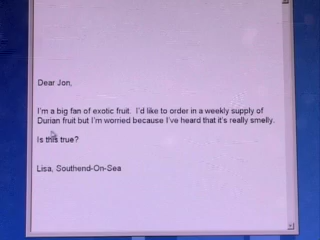 Dear Jon,
I'm a big fan of exotic fruit. I'd like to order in a weekly supply of
Durian fruit but I'm worried because I've heard that it's really smelly.
Is this true?
Lisa, Southend-On-Sea